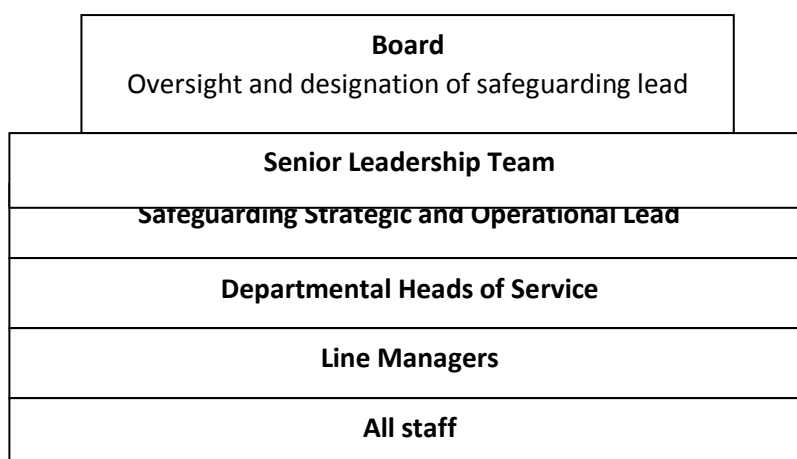 Board
Oversight and designation of safeguarding lead
Senior Leadership Team
Safeguarding Strategic and Operational Lead
Departmental Heads of Service
Line Managers
All staff